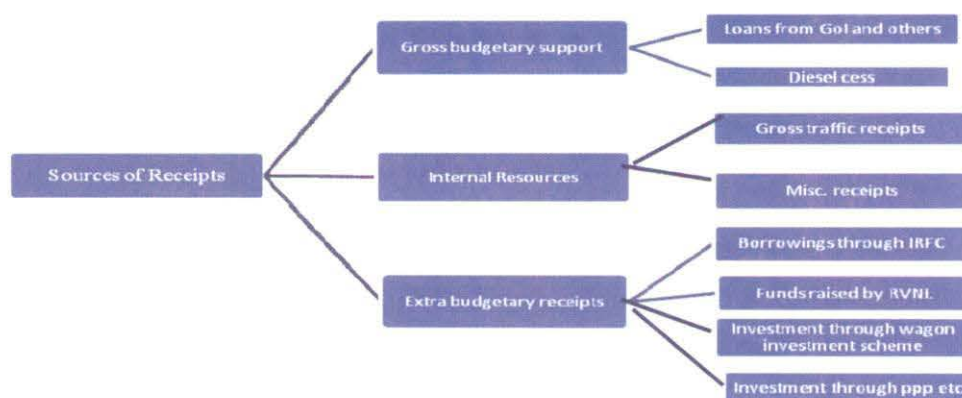 Sources of Receipts
Gross budgetary support
Loans from GoI and others
Diesel cess
Internal Resources
Gross traffic receipts
Misc. receipts
Extra budgetary receipts
Borrowings through IRFC
Funds raised by RVNL
Investment through wagon
investment scheme
Investment through ppp etc